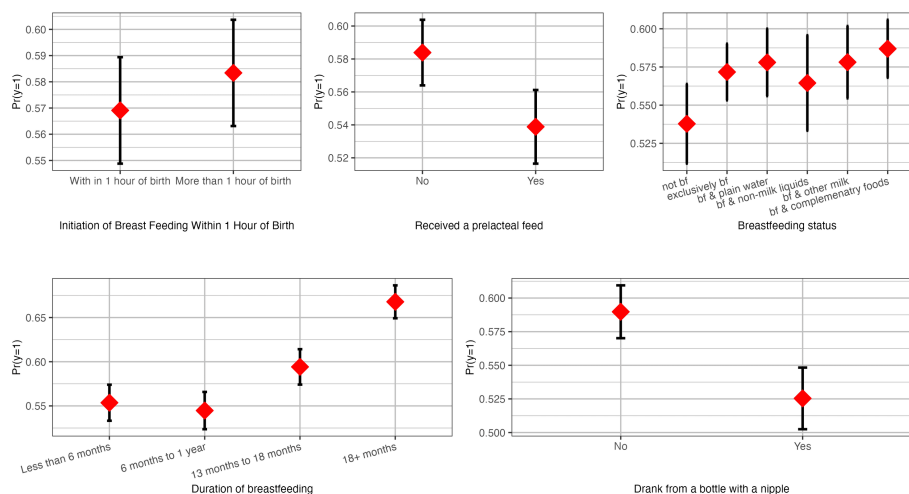 0.60
0.59
0.58
0.57
0.56
0.55
Pr(y=1)
With in 1 hour of birth
More than 1 hour of birth
Initiation of Breast Feeding Within 1 Hour of Birth
0.60
0.58
0.56
0.54
0.52
Pr(y=1)
No
Yes
Received a prelacteal feed
0.600
0.575
0.550
0.525
Pr(y=1)
not bf
exclusively bf
bf & plain water
bf & non-milk liquids
bf & other milk
bf & complemenatry foods
Breastfeeding status
0.65
0.60
0.55
Pr(y=1)
Less than 6 months
6 months to 1 year
13 months to 18 months
18+ months
Duration of breastfeeding
0.600
0.575
0.550
0.525
0.500
Pr(y=1)
No
Yes
Drank from a bottle with a nipple